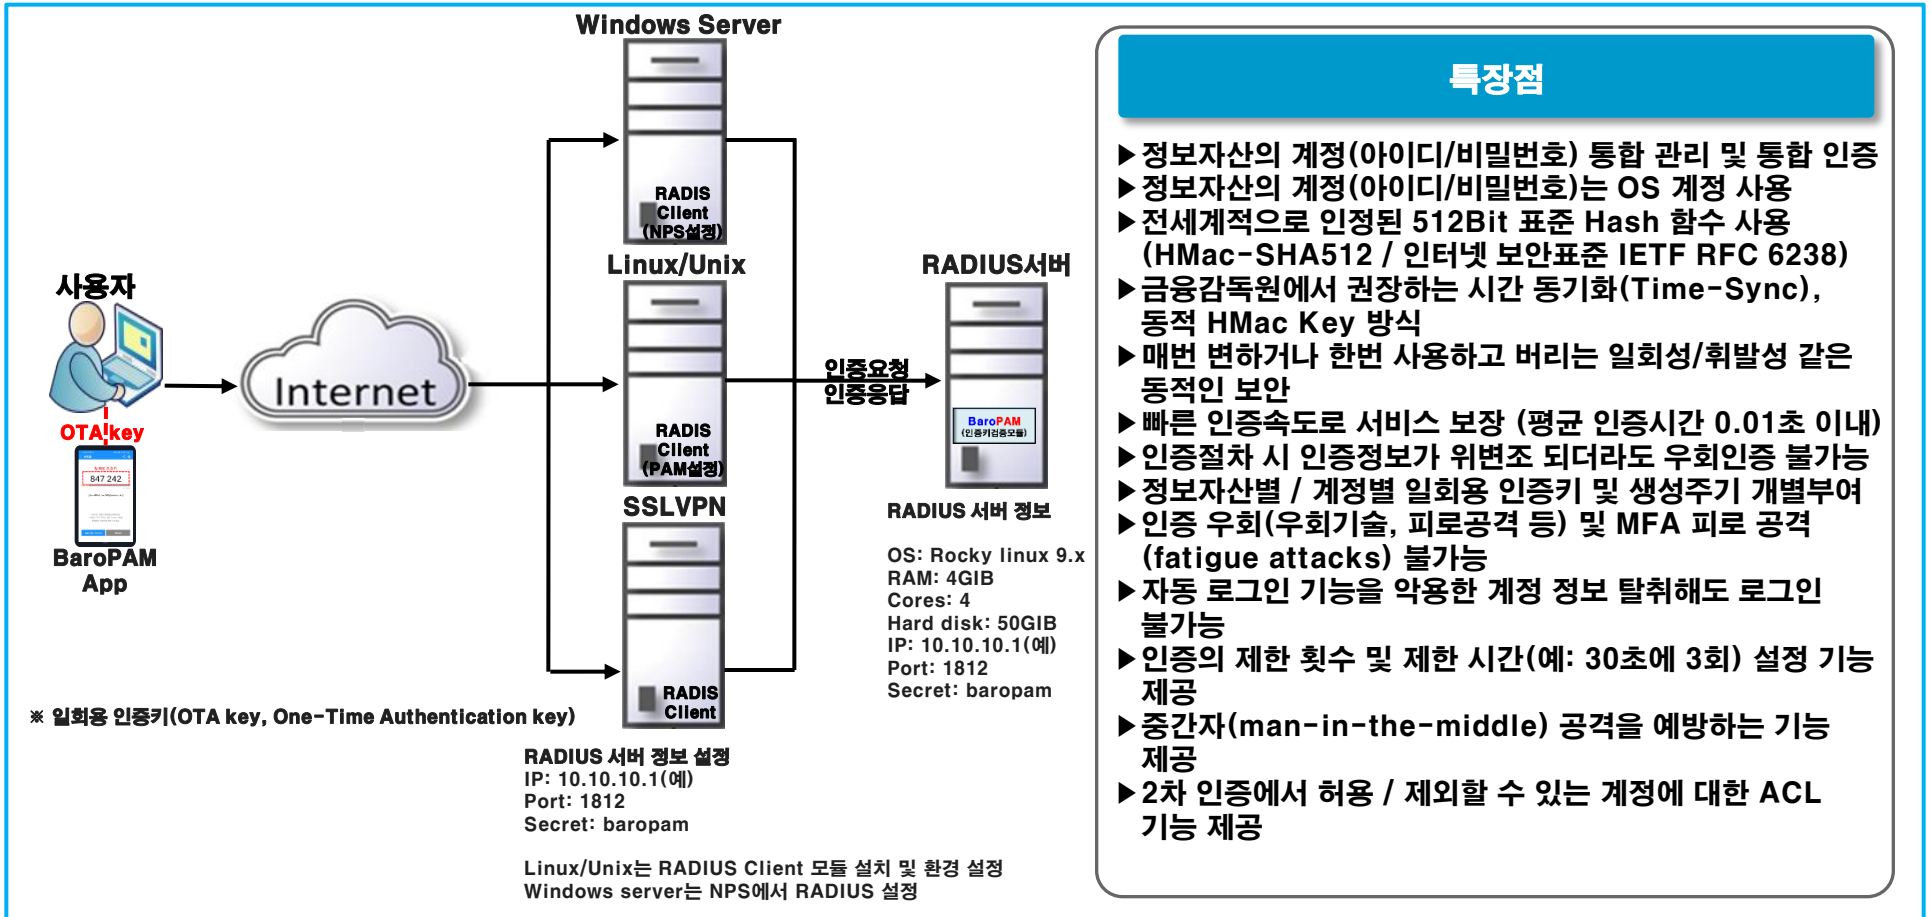 Windows Server
RADIS
Client
(NPS설정)
Linux/Unix
RADIS
Client
(PAM설정)
SSLVPN
RADIS
Client
사용자
Internet
OTA key
847 242
BaroPAM
App
※ 일회용 인증키(OTA key, One-Time Authentication key)
RADIUS 서버 정보 설정
IP: 10.10.10.1(예)
Port: 1812
Secret: baropam
Linux/Unix는 RADIUS Client 모듈 설치 및 환경 설정
Windows server는 NPS에서 RADIUS 설정
인증요청
인증응답
RADIUS서버
BaroPAM
(인증키검증모듈)
RADIUS 서버 정보
OS: Rocky linux 9.x
RAM: 4GIB
Cores: 4
Hard disk: 50GIB
IP: 10.10.10.1(예)
Port: 1812
Secret: baropam
특장점
▶정보자산의 계정(아이디/비밀번호) 통합 관리 및 통합 인증
▶정보자산의 계정(아이디/비밀번호)는 OS 계정 사용
▶전세계적으로 인정된 512Bit 표준 Hash 함수 사용
(HMac-SHA512 / 인터넷 보안표준 IETF RFC 6238)
▶금융감독원에서 권장하는 시간 동기화(Time-Sync),
동적 HMac Key 방식
▶매번 변하거나 한번 사용하고 버리는 일회성/휘발성 같은
동적인 보안
▶빠른 인증속도로 서비스 보장 (평균 인증시간 0.01초 이내)
▶인증절차 시 인증정보가 위변조 되더라도 우회인증 불가능
▶정보자산별 / 계정별 일회용 인증키 및 생성주기 개별부여
▶인증 우회(우회기술, 피로공격 등) 및 MFA 피로 공격
(fatigue attacks) 불가능
▶자동 로그인 기능을 악용한 계정 정보 탈취해도 로그인
불가능
▶인증의 제한 횟수 및 제한 시간(예: 30초에 3회) 설정 기능
제공
▶중간자(man-in-the-middle) 공격을 예방하는 기능
제공
▶2차 인증에서 허용 / 제외할 수 있는 계정에 대한 ACL
기능 제공